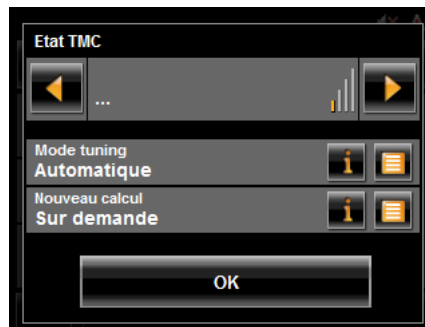 Etat TMC
...
Mode tuning
Automatique
Nouveau calcul
Sur demande
OK